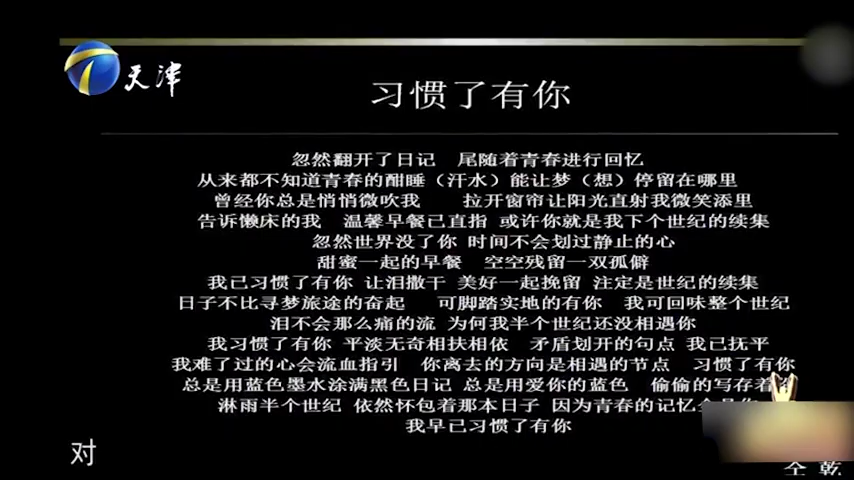 天津
习惯了有你
忽然翻开了日记 尾随着青春进行回忆
从来都不知道青春的酣睡（汗水）能让梦（想）停留在哪里
曾经你总是悄悄微吹我 拉开窗帘让阳光直射我微笑添里
告诉懒床的我 温馨早餐已直指 或许你就是我下个世纪的续集
忽然世界没了你 时间不会划过静止的心
甜蜜一起的早餐 空空残留一双孤僻
我已习惯了有你 让泪撒干 美好一起挽留 注定是世纪的续集
日子不比寻梦旅途的奋起 可脚踏实地的有你 我可回味整个世纪
泪不会那么痛的流 为何我半个世纪还没相遇你
我习惯了有你 平淡无奇相扶相依 矛盾划开的句点 我已抚平
我难了过的心会流血指引 你离去的方向是相遇的节点 习惯了有你
总是用蓝色墨水涂满黑色日记 总是用爱你的蓝色 偷偷的写存着
淋雨半个世纪 依然怀包着那本日子 因为青春的记忆
我早已习惯了有你
对